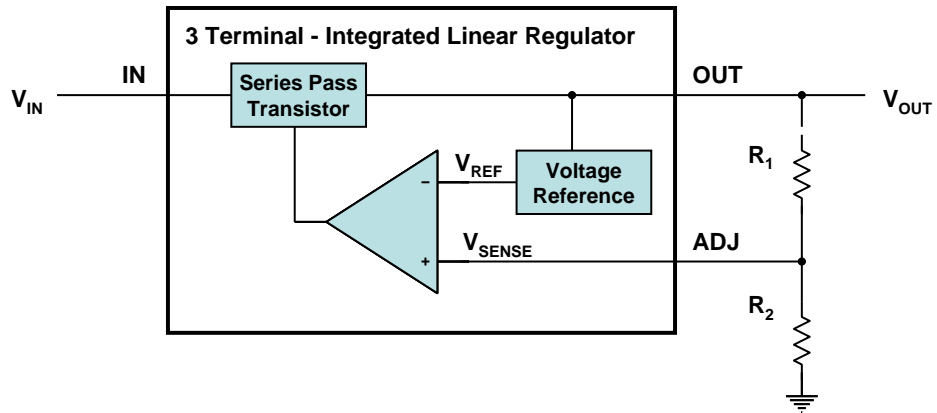 3 Terminal - Integrated Linear Regulator
IN
Series Pass
Transistor
OUT
V_IN
V_OUT
V_REF
−
Voltage
Reference
R_1
V_SENSE
+
ADJ
R_2